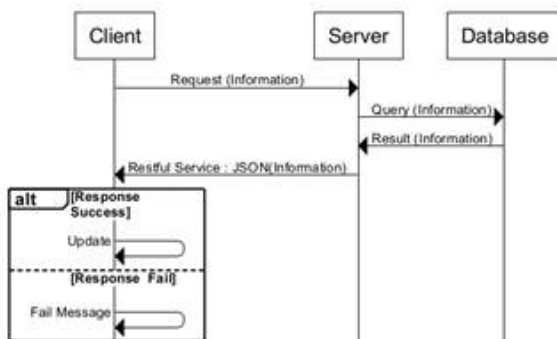 Client
Server
Database
Request (Information)
Query (Information)
Result (Information)
Restful Service : JSON(Information)
alt
[Response
Success]
Update
[Response Fail]
Fail Message